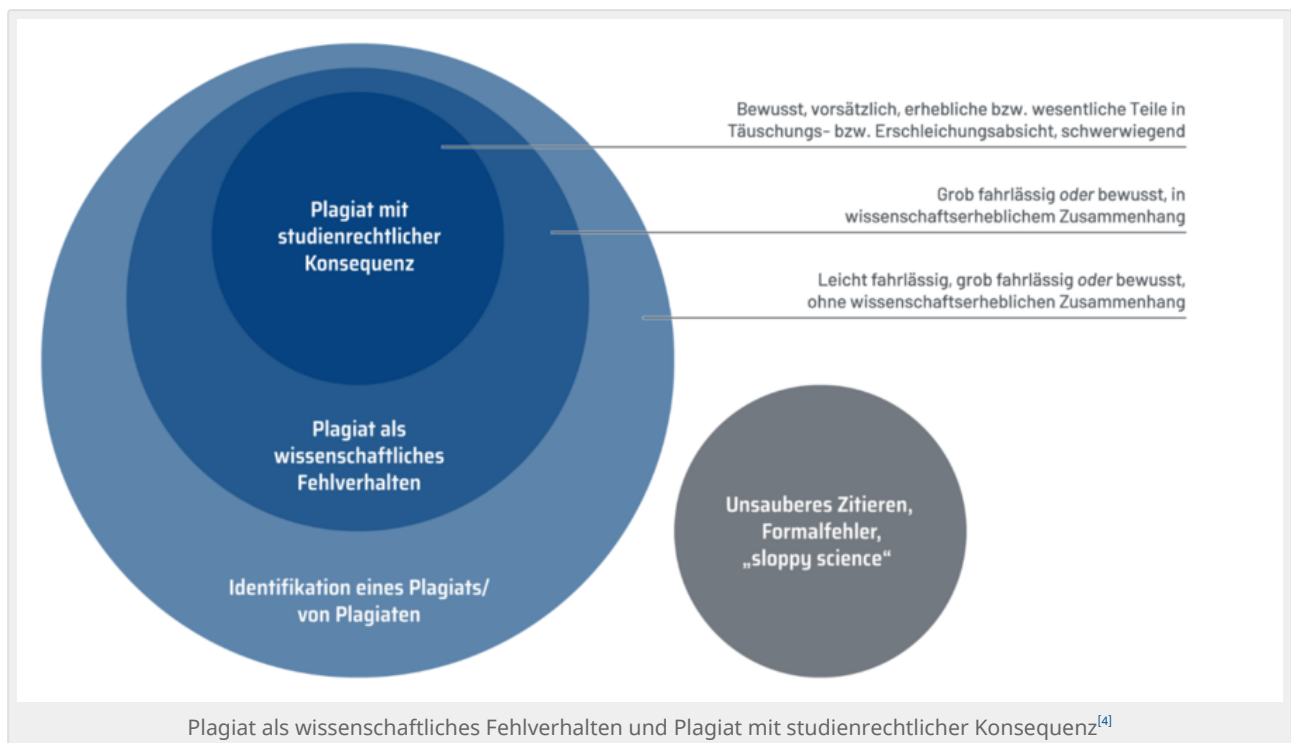 Bewusst, vorsätzlich, erhebliche bzw. wesentliche Teile in
Täuschungs- bzw. Erschleichungsabsicht, schwerwiegend
Plagiat mit
studienrechtlicher
Konsequenz
Grob fahrlässig oder bewusst, in
wissenschaftserheblichem Zusammenhang
Leicht fahrlässig, grob fahrlässig oder bewusst,
ohne wissenschaftserheblichen Zusammenhang
Plagiat als
wissenschaftliches
Fehlverhalten
Unsauberes Zitieren,
Formalfehler,
„sloppy science“
Identifikation eines Plagiats/
von Plagiaten
Plagiat als wissenschaftliches Fehlverhalten und Plagiat mit studienrechtlicher Konsequenz[4]